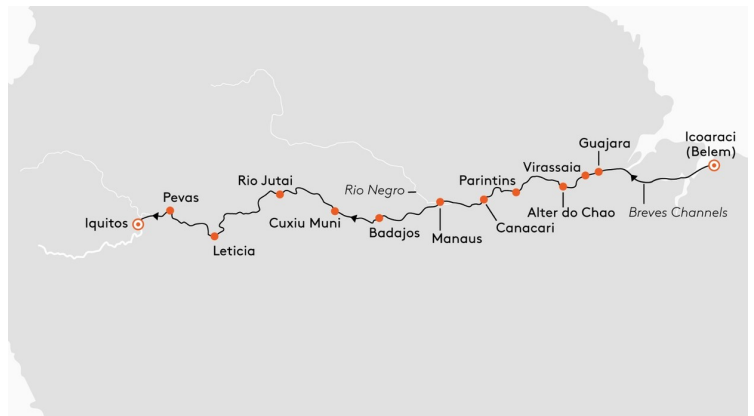 Guajara
Icoaraci
(Belem)
Virassaia
Parintins
Rio Jutai
Rio Negro
Pevas
Iquitos
Cuxiu Muni
Badajos
Manaus
Canacari
Alter do Chao
Breves Channels
Leticia